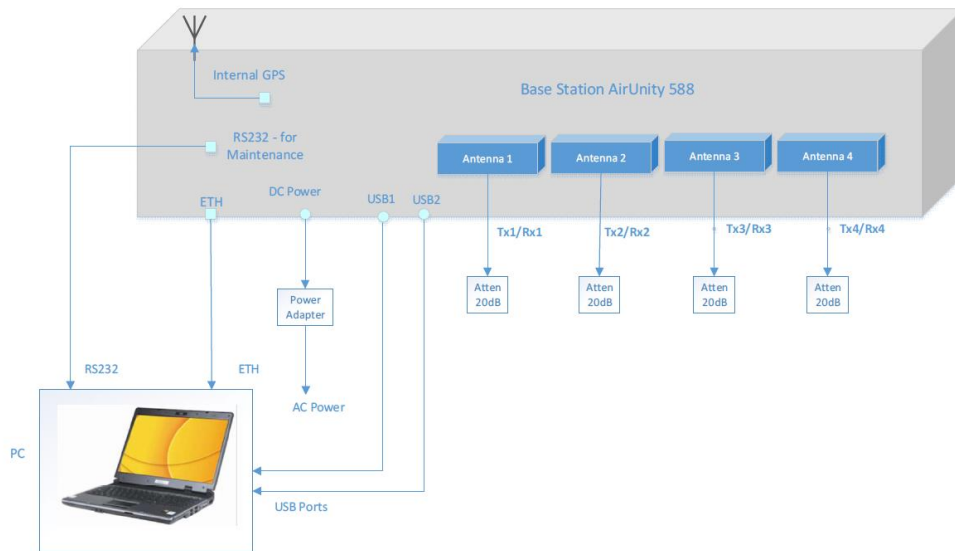 Internal GPS
Base Station AirUnity 588
RS232 - for
Maintenance
Antenna 1
Antenna 2
Antenna 3
Antenna 4
DC Power
ETH
USB1
USB2
Tx1/Rx1
Tx2/Rx2
Tx3/Rx3
Tx4/Rx4
Atten
20dB
Atten
20dB
Atten
20dB
Atten
20dB
Power
Adapter
RS232
ETH
AC Power
PC
USB Ports